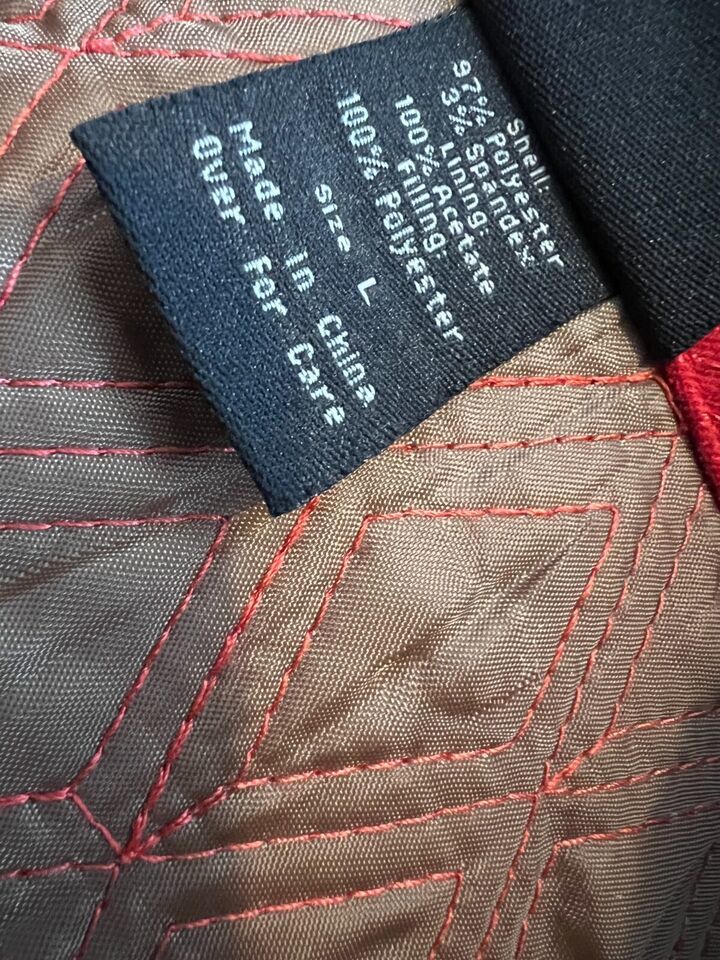 Shell:
97% Polyester
3% Spandex
Lining:
100% Acetate
Filling:
100% Polyester
Size L
Made in China
Over For Care